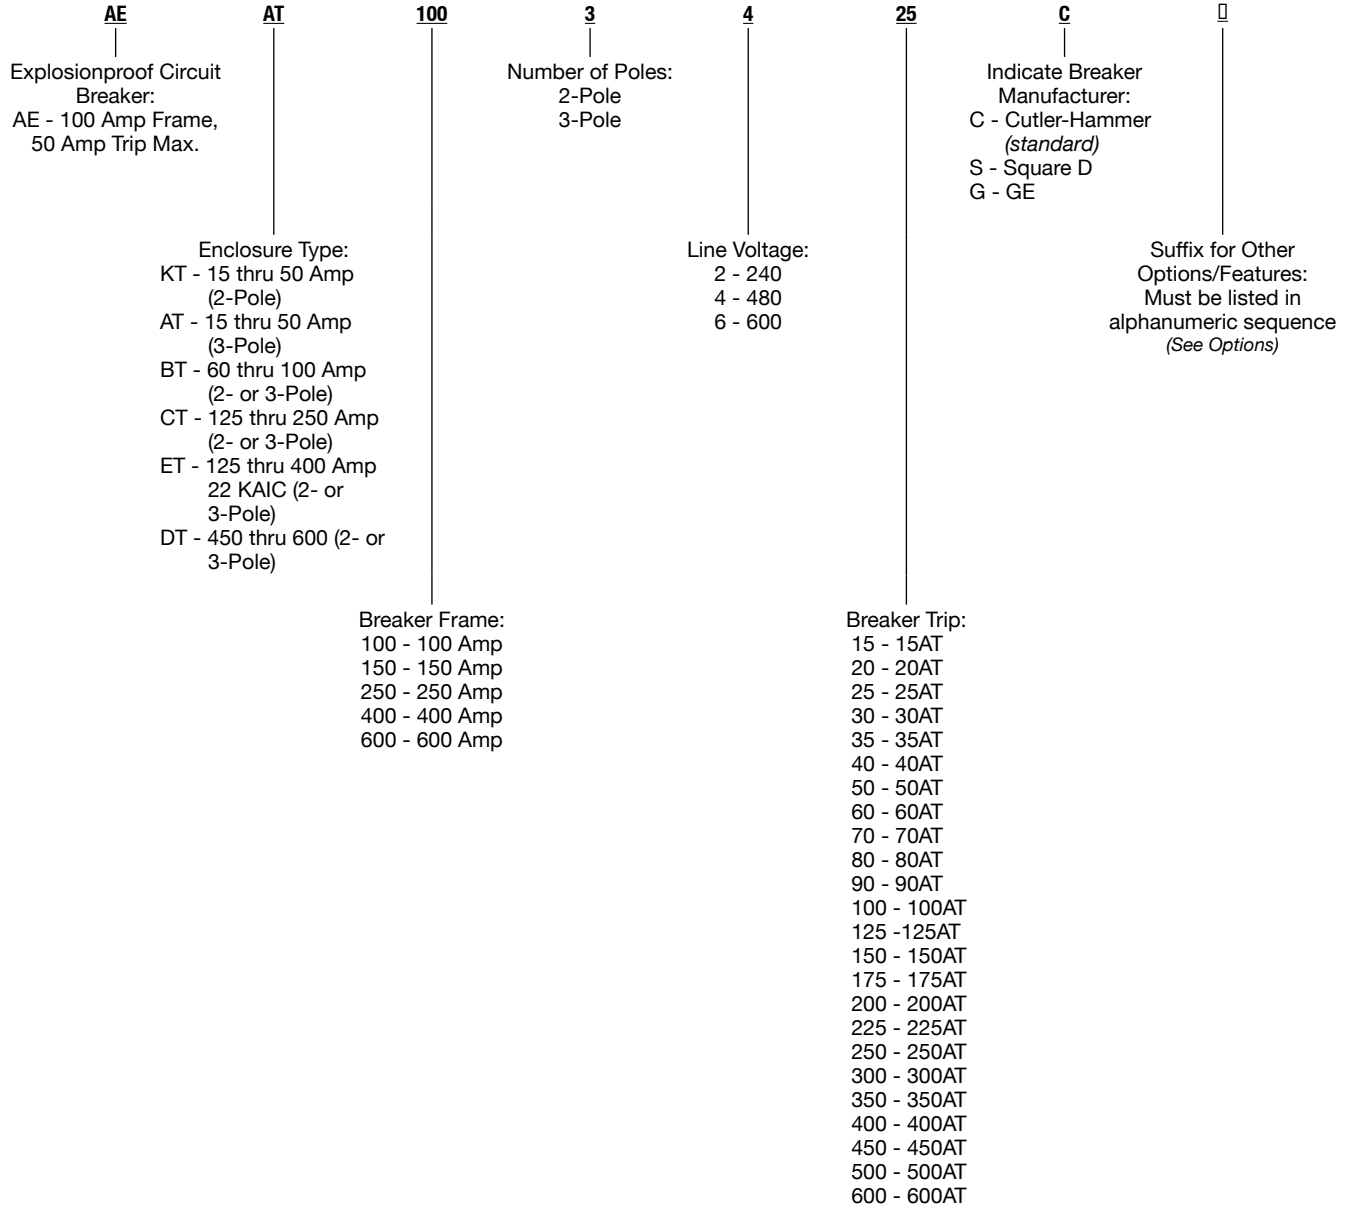 AE AT 100 3 4 25 C
Explosionproof Circuit
Breaker:
AE - 100 Amp Frame,
50 Amp Trip Max.
Number of Poles:
2-Pole
3-Pole
Indicate Breaker
Manufacturer:
C - Cutler-Hammer
(standard)
S - Square D
G - GE
Enclosure Type:
KT - 15 thru 50 Amp
(2-Pole)
AT - 15 thru 50 Amp
(3-Pole)
BT - 60 thru 100 Amp
(2- or 3-Pole)
CT - 125 thru 250 Amp
(2- or 3-Pole)
ET - 125 thru 400 Amp
22 KAIC (2- or
3-Pole)
DT - 450 thru 600 (2- or
3-Pole)
Line Voltage:
2 - 240
4 - 480
6 - 600
Suffix for Other
Options/Features:
Must be listed in
alphanumeric sequence
(See Options)
Breaker Frame:
100 - 100 Amp
150 - 150 Amp
250 - 250 Amp
400 - 400 Amp
600 - 600 Amp
Breaker Trip:
15 - 15AT
20 - 20AT
25 - 25AT
30 - 30AT
35 - 35AT
40 - 40AT
50 - 50AT
60 - 60AT
70 - 70AT
80 - 80AT
90 - 90AT
100 - 100AT
125 -125AT
150 - 150AT
175 - 175AT
200 - 200AT
225 - 225AT
250 - 250AT
300 - 300AT
350 - 350AT
400 - 400AT
450 - 450AT
500 - 500AT
600 - 600AT